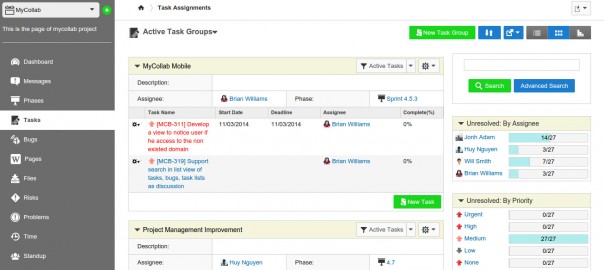 MyCollab
This is the page of mycollab project
Dashboard
Messages
Phases
Tasks
Bugs
Pages
Files
Risks
Problems
Time
Standup
Task Assignments
Active Task Groups
New Task Group
MyCollab Mobile
Active Tasks
Description:
Assignee: Brian Williams Phase: Sprint 4.5.3
Task Name Start Date Deadline Assignee Complete(%)
[MCB-311] Develop 11/03/2014 11/03/2014 Brian Williams 0%
a view to notice user if
he access to the non
existed domain
[MCB-319] Support Brian Williams 0%
search in list view of
tasks, bugs, task lists
as discussion
New Task
Project Management Improvement
Active Tasks
Description:
Assignee: Huy Nguyen Phase: 4.7
Search
Advanced Search
Unresolved: By Assignee
Jonh Adam 14/27
Huy Nguyen 3/27
Will Smith 7/27
Brian Williams 3/27
Unresolved: By Priority
Urgent 0/27
High 0/27
Medium 27/27
Low 0/27
None 0/27